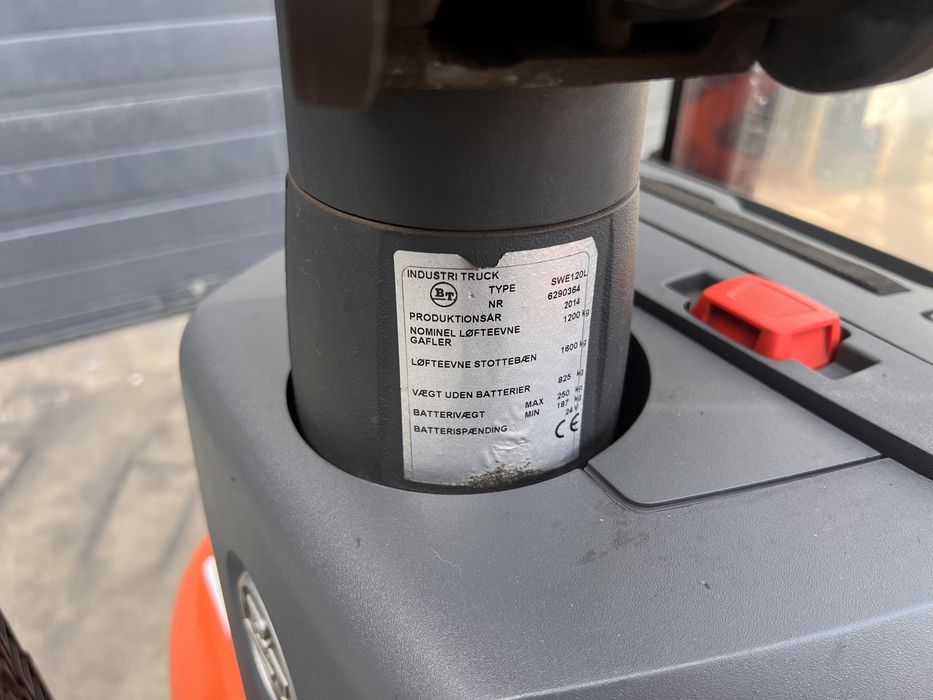 INDUSTRI TRUCK
BT TYPE SWE120L
NR 6290364
PRODUKTIONSÅR 2014
NOMINEL LØFTEEVNE 1200 Kg
GAFLER
LØFTEEVNE STOTTEBÆN 1600 kg
VÆGT UDEN BATTERIER 825 kg
BATTERIVÆGT MAX 250 kg
MIN 187 kg
BATTERISPÆNDING 24 V
CE